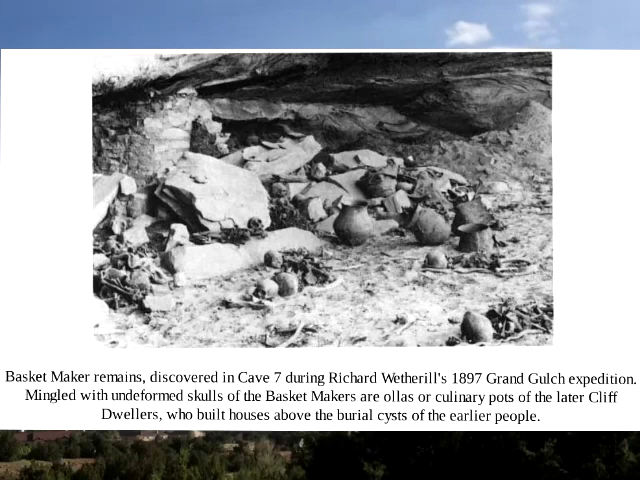 Basket Maker remains, discovered in Cave 7 during Richard Wetherill's 1897 Grand Gulch expedition.
Mingled with undeformed skulls of the Basket Makers are ollas or culinary pots of the later Cliff
Dwellers, who built houses above the burial cysts of the earlier people.